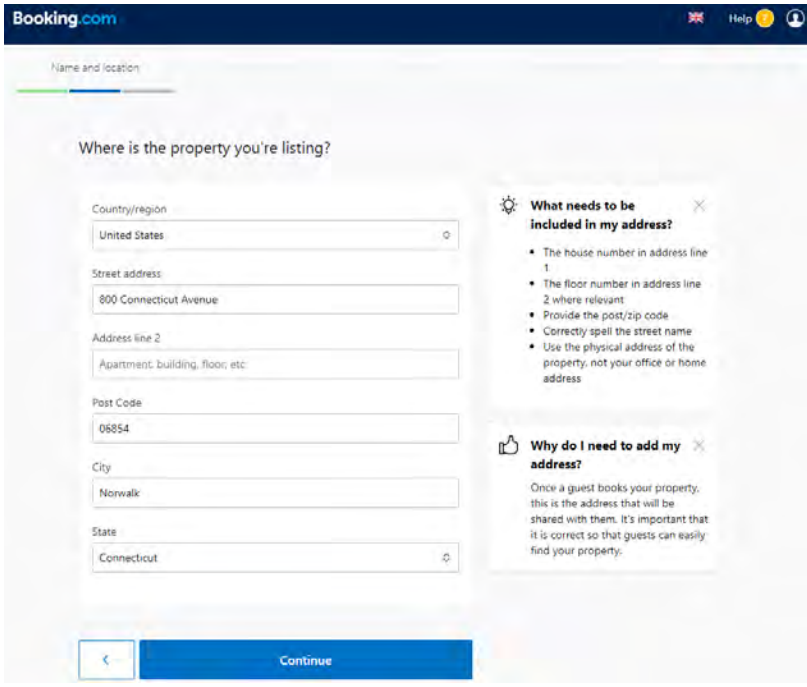 Booking.com
Help ?
Name and location
Where is the property you're listing?
Country/region
United States
Street address
800 Connecticut Avenue
Address line 2
Apartment, building, floor, etc
Post Code
06854
City
Norwalk
State
Connecticut
Continue
What needs to be
included in my address?
• The house number in address line
1
• The floor number in address line
2 where relevant
• Provide the post/zip code
• Correctly spell the street name
• Use the physical address of the
property, not your office or home
address
Why do I need to add my
address?
Once a guest books your property,
this is the address that will be
shared with them. It's important that
it is correct so that guests can easily
find your property.